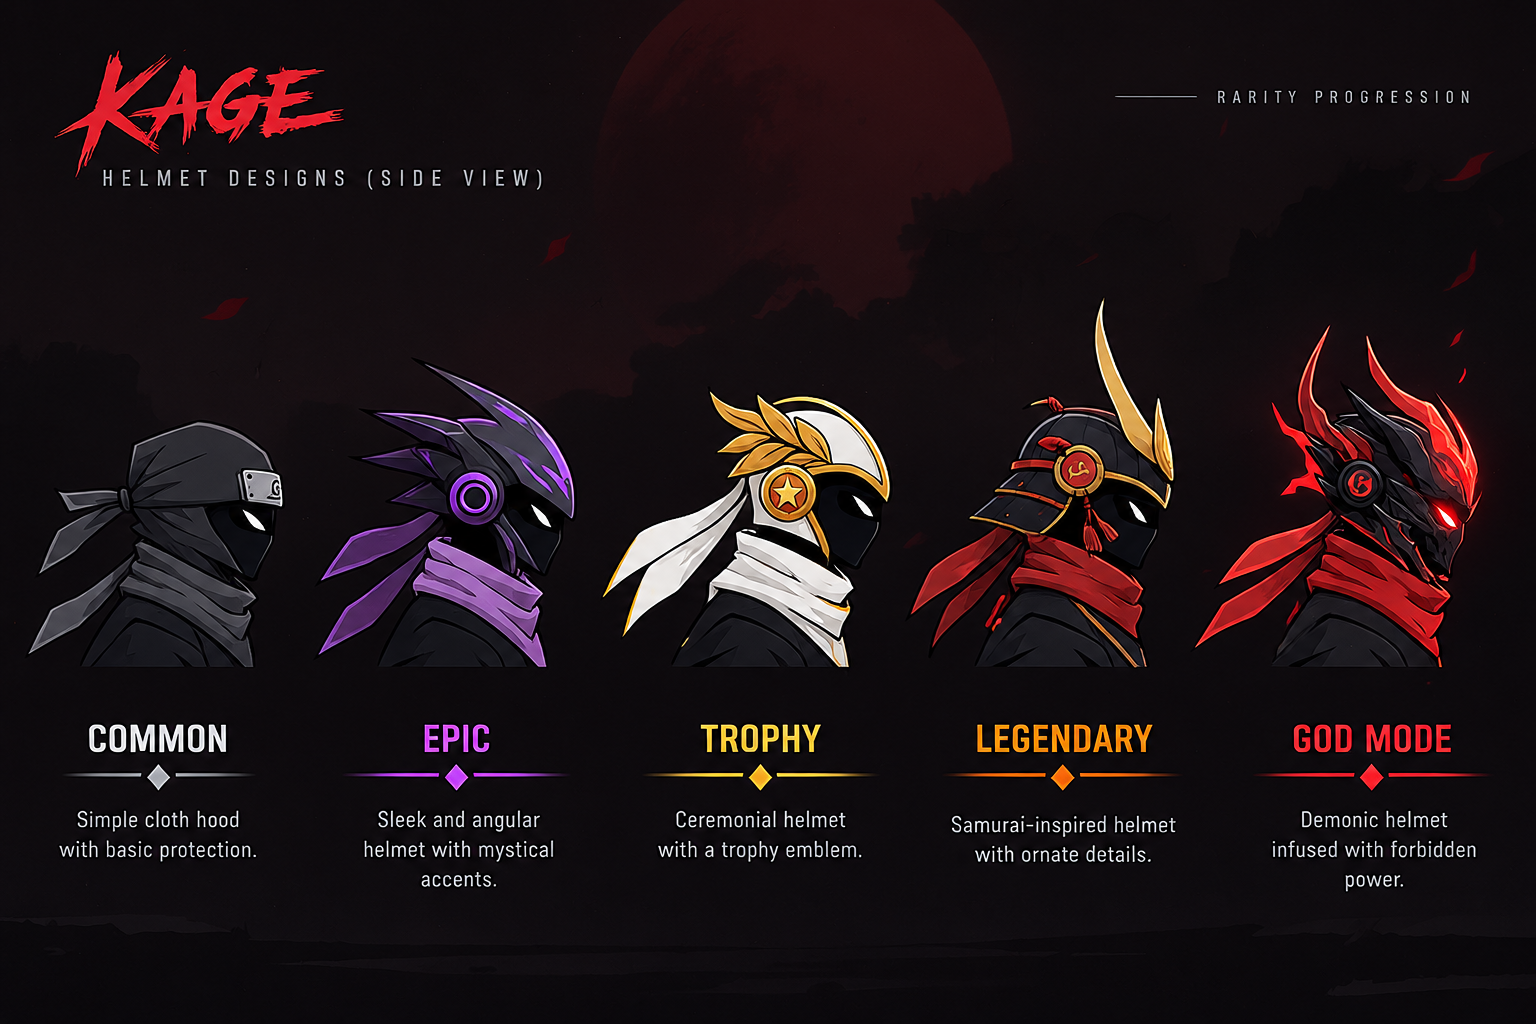 KAGE
HELMET DESIGNS (SIDE VIEW)
RARITY PROGRESSION
COMMON
Simple cloth hood
with basic protection.
EPIC
Sleek and angular
helmet with mystical
accents.
TROPHY
Ceremonial helmet
with a trophy emblem.
LEGENDARY
Samurai-inspired helmet
with ornate details.
GOD MODE
Demonic helmet
infused with forbidden
power.